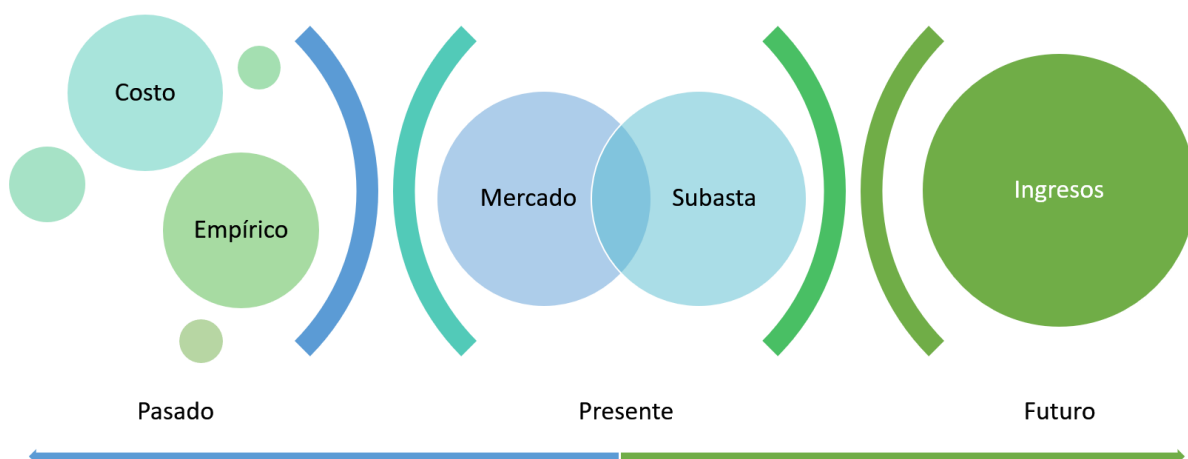 Costo
Empírico
Mercado
Subasta
Ingresos
Pasado
Presente
Futuro